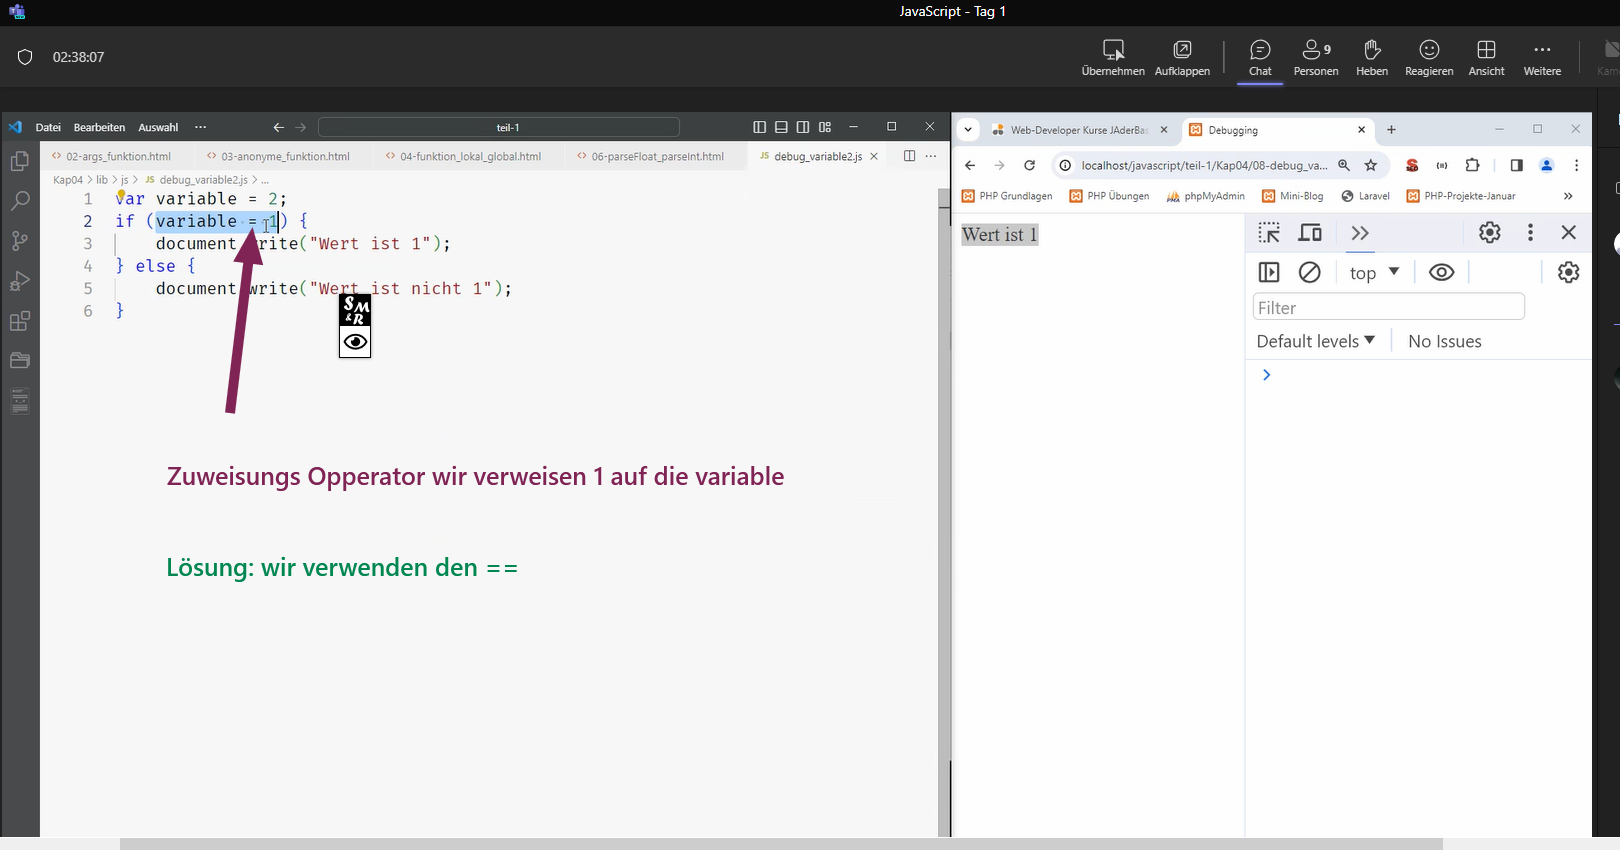 JavaScript - Tag 1
02:38:07
Übernehmen Aufklappen Chat 9 Personen Heben Reagieren Ansicht Weitere
Datei Bearbeiten Auswahl ··· teil-1
02-args_funktion.html 03-anonyme_funktion.html 04-funktion_lokal_global.html 06-parseFloat_parseInt.html JS debug_variable2.js
Kap04 > lib > js > JS debug_variable2.js > ...
1 var variable = 2;
2 if (variable = 1) {
3 document.write("Wert ist 1");
4 } else {
5 document.write("Wert ist nicht 1");
6 }
S M & R
Zuweisungs Opperator wir verweisen 1 auf die variable
Lösung: wir verwenden den ==
Web-Developer Kurse JAderBas Debugging
localhost/javascript/teil-1/Kap04/08-debug_va...
PHP Grundlagen PHP Übungen phpMyAdmin Mini-Blog Laravel PHP-Projekte-Januar »
Wert ist 1
top
Filter
Default levels No Issues